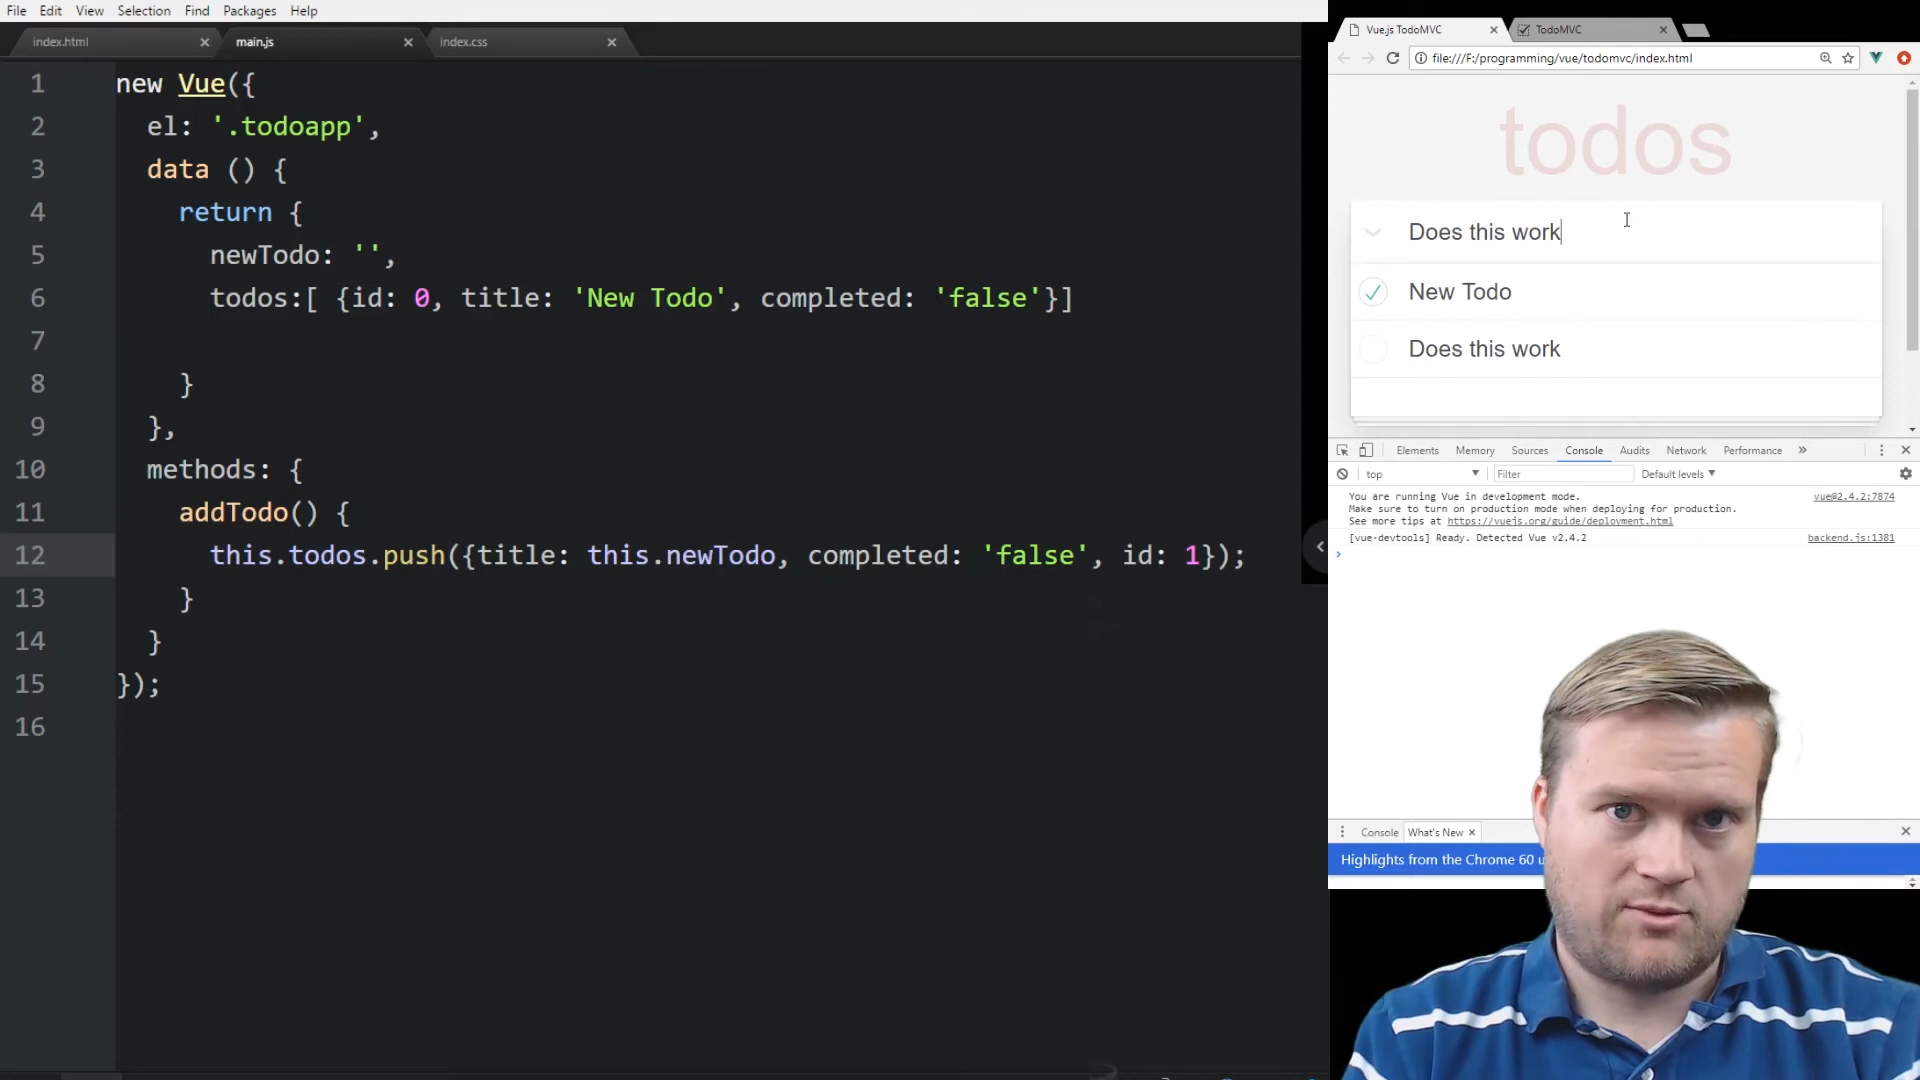 File Edit View Selection Find Packages Help
index.html
main.js
index.css
1 new Vue({
2 el: '.todoapp',
3 data () {
4 return {
5 newTodo: '',
6 todos:[ {id: 0, title: 'New Todo', completed: 'false'}]
7
8 }
9 },
10 methods: {
11 addTodo() {
12 this.todos.push({title: this.newTodo, completed: 'false', id: 1});
13 }
14 }
15 });
16
Vue.js TodoMVC
TodoMVC
file:///F:/programming/vue/todomvc/index.html
todos
Does this work
New Todo
Does this work
Elements Memory Sources Console Audits Network Performance »
top
Filter
Default levels
You are running Vue in development mode. vue@2.4.2:7874
Make sure to turn on production mode when deploying for production.
See more tips at https://vuejs.org/guide/deployment.html
[vue-devtools] Ready. Detected Vue v2.4.2 backend.js:1381
Console What's New
Highlights from the Chrome 60 u